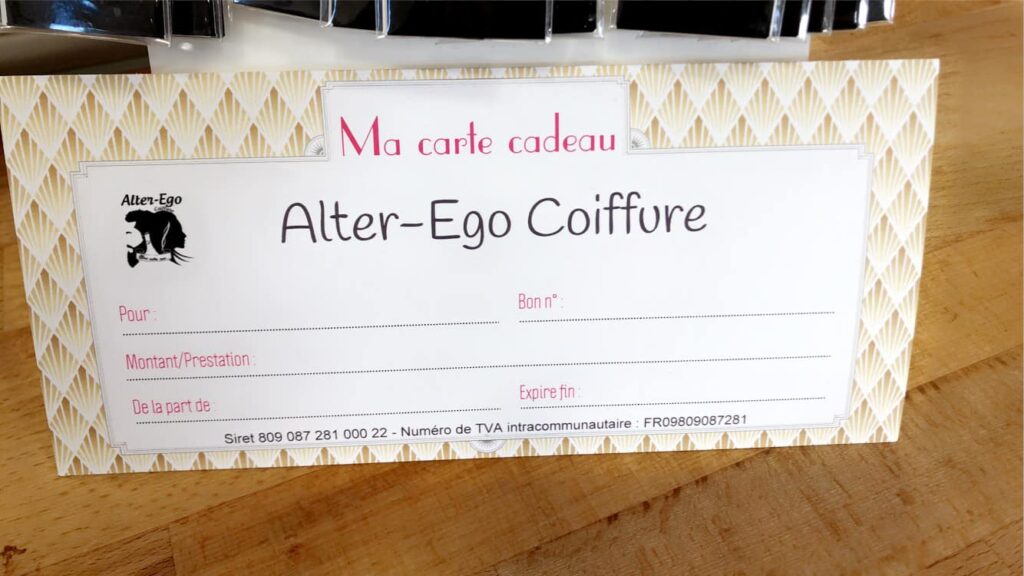 Ma carte cadeau
Alter-Ego
Coiffure
Alter-Ego Coiffure
Pour :
Bon n° :
Montant/Prestation :
De la part de :
Expire fin :
Siret 809 087 281 000 22 - Numéro de TVA intracommunautaire : FR09809087281